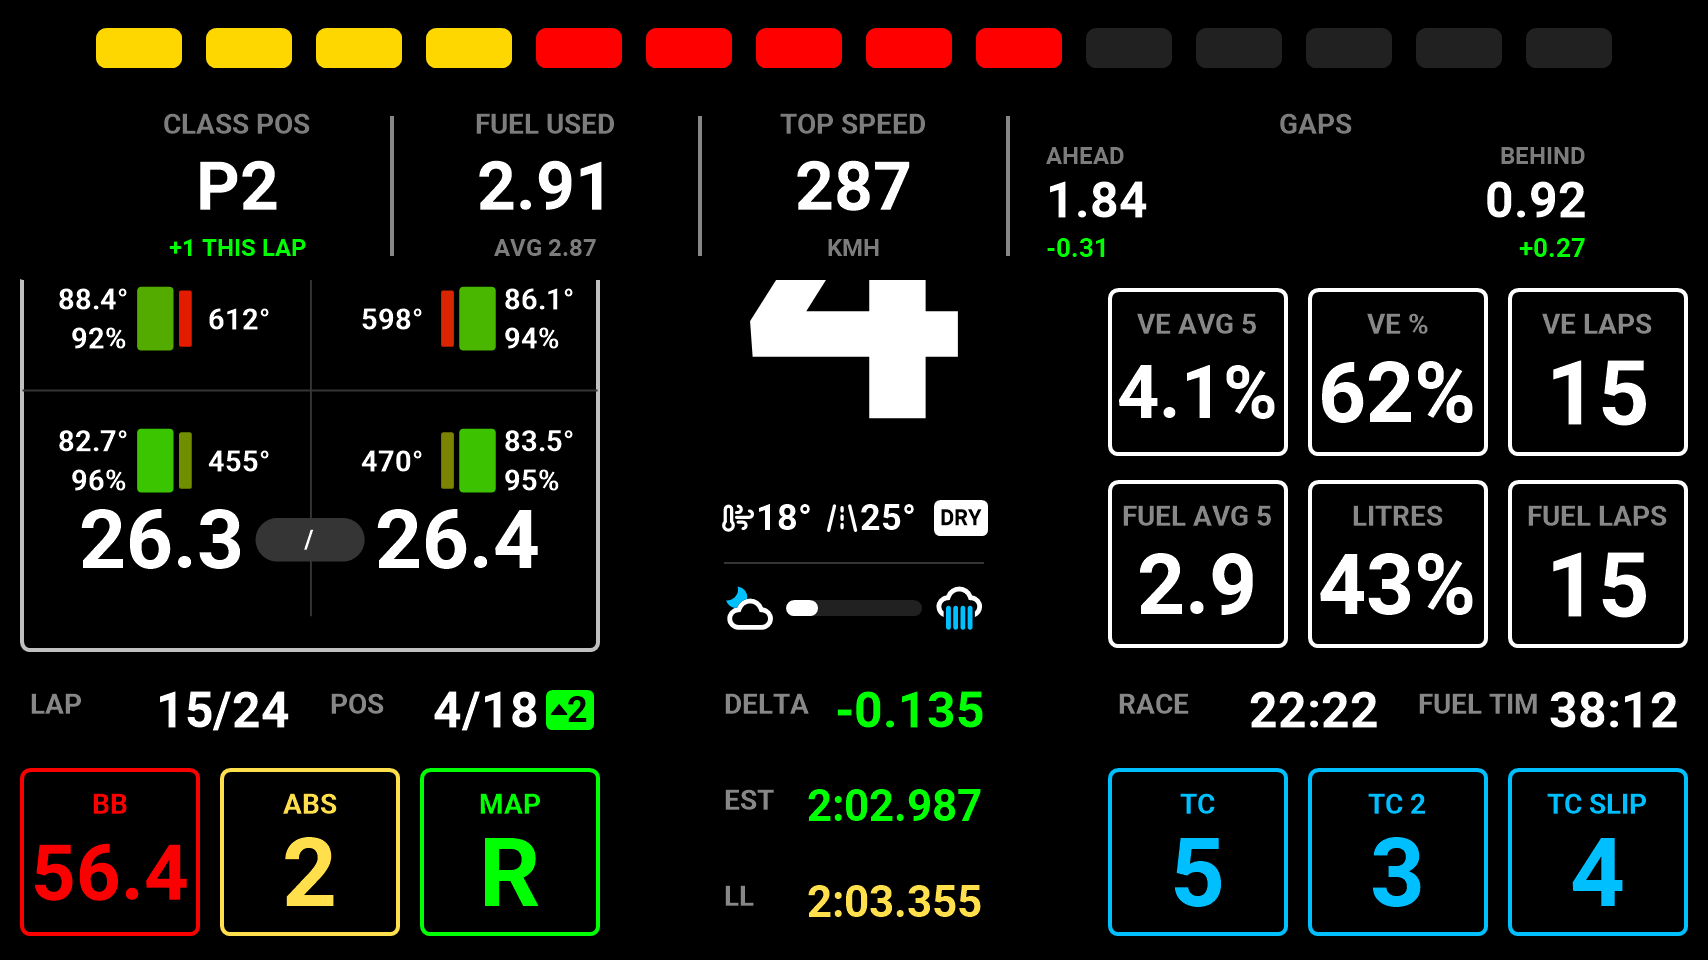 CLASS POS
P2
+1 THIS LAP
FUEL USED
2.91
AVG 2.87
TOP SPEED
287
KMH
GAPS
AHEAD
1.84
-0.31
BEHIND
0.92
+0.27
88.4° 612° 598° 86.1°
92% 94%
82.7° 455° 470° 83.5°
96% 95%
26.3 / 26.4
4
18° 25° DRY
VE AVG 5
4.1%
VE %
62%
VE LAPS
15
FUEL AVG 5
2.9
LITRES
43%
FUEL LAPS
15
LAP 15/24 POS 4/18 2
DELTA -0.135
RACE 22:22 FUEL TIM 38:12
BB
56.4
ABS
2
MAP
R
EST 2:02.987
LL 2:03.355
TC
5
TC 2
3
TC SLIP
4